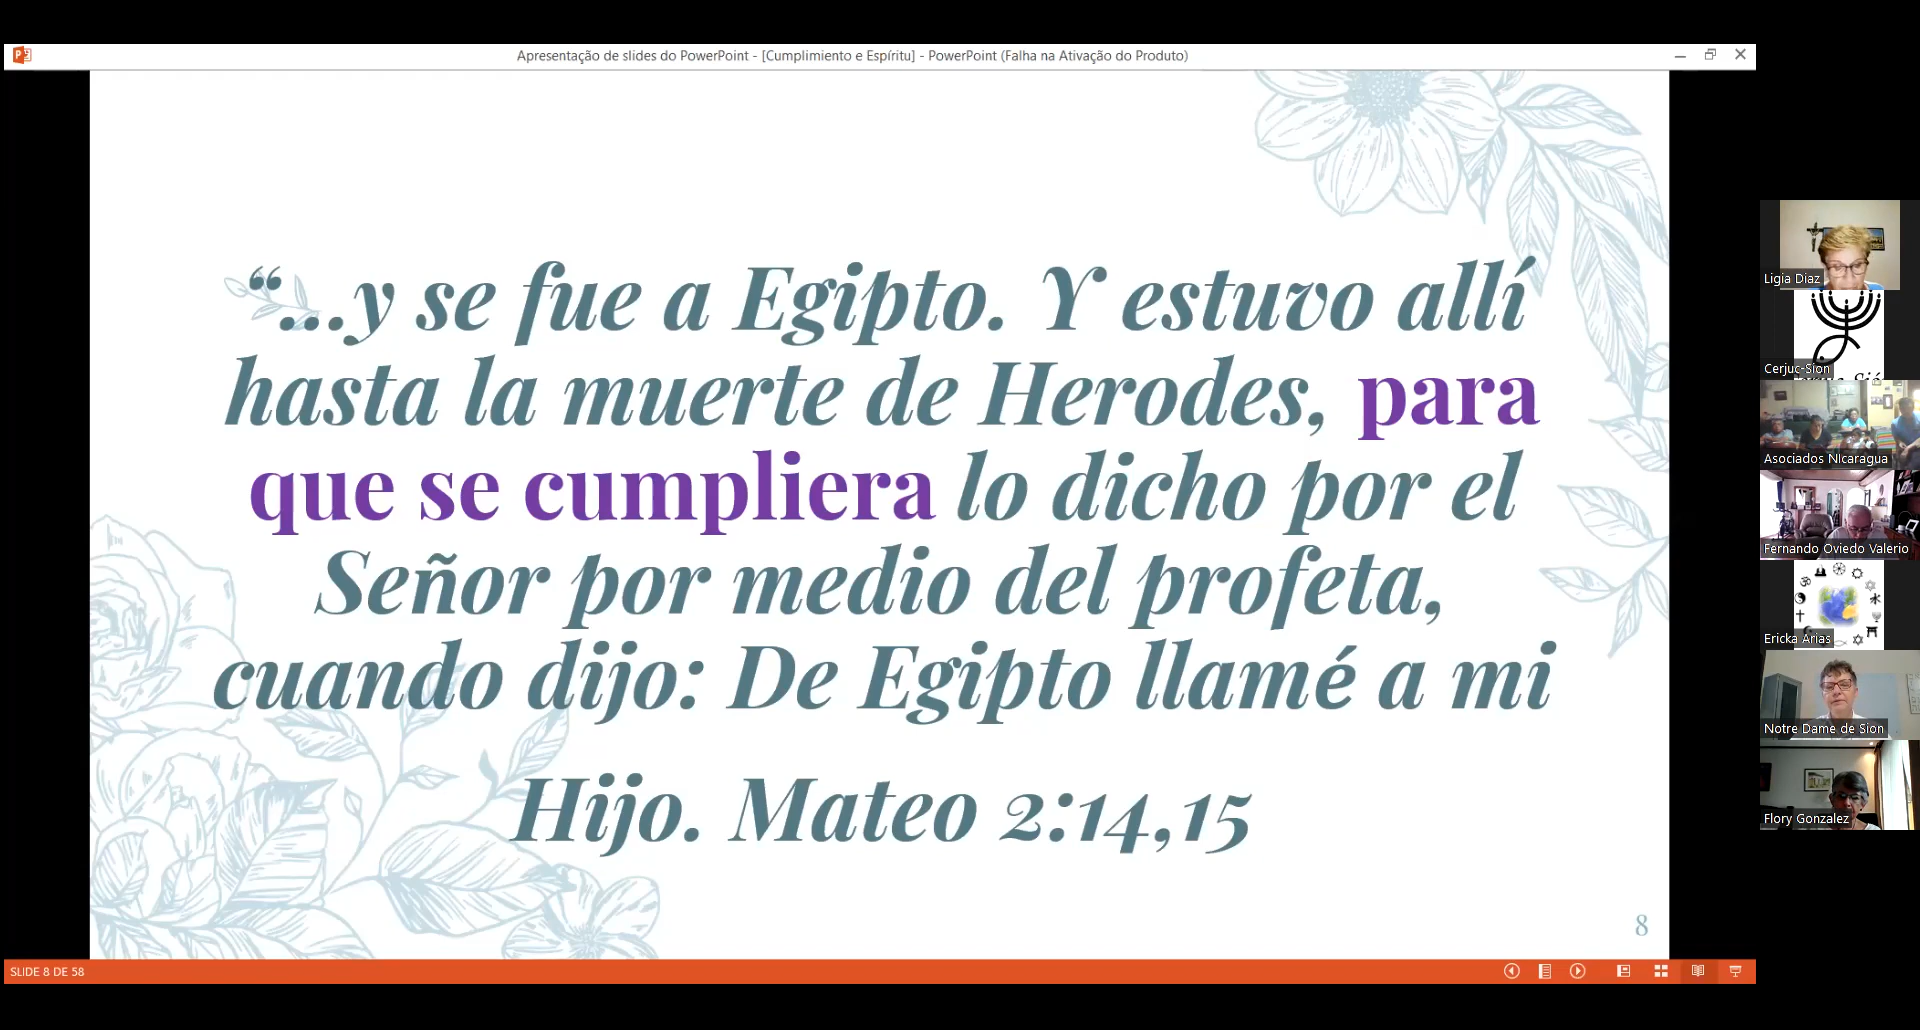 Apresentação de slides do PowerPoint - [Cumplimiento e Espíritu] - PowerPoint (Falha na Ativação do Produto)
“...y se fue a Egipto. Y estuvo allí
hasta la muerte de Herodes, para
que se cumpliera lo dicho por el
Señor por medio del profeta,
cuando dijo: De Egipto llamé a mi
Hijo. Mateo 2:14,15
8
SLIDE 8 DE 58
Ligia Diaz
Cerjuc-Sion
Asociados NIcaragua
Fernando Oviedo Valerio
Ericka Arias
Notre Dame de Sion
Flory Gonzalez